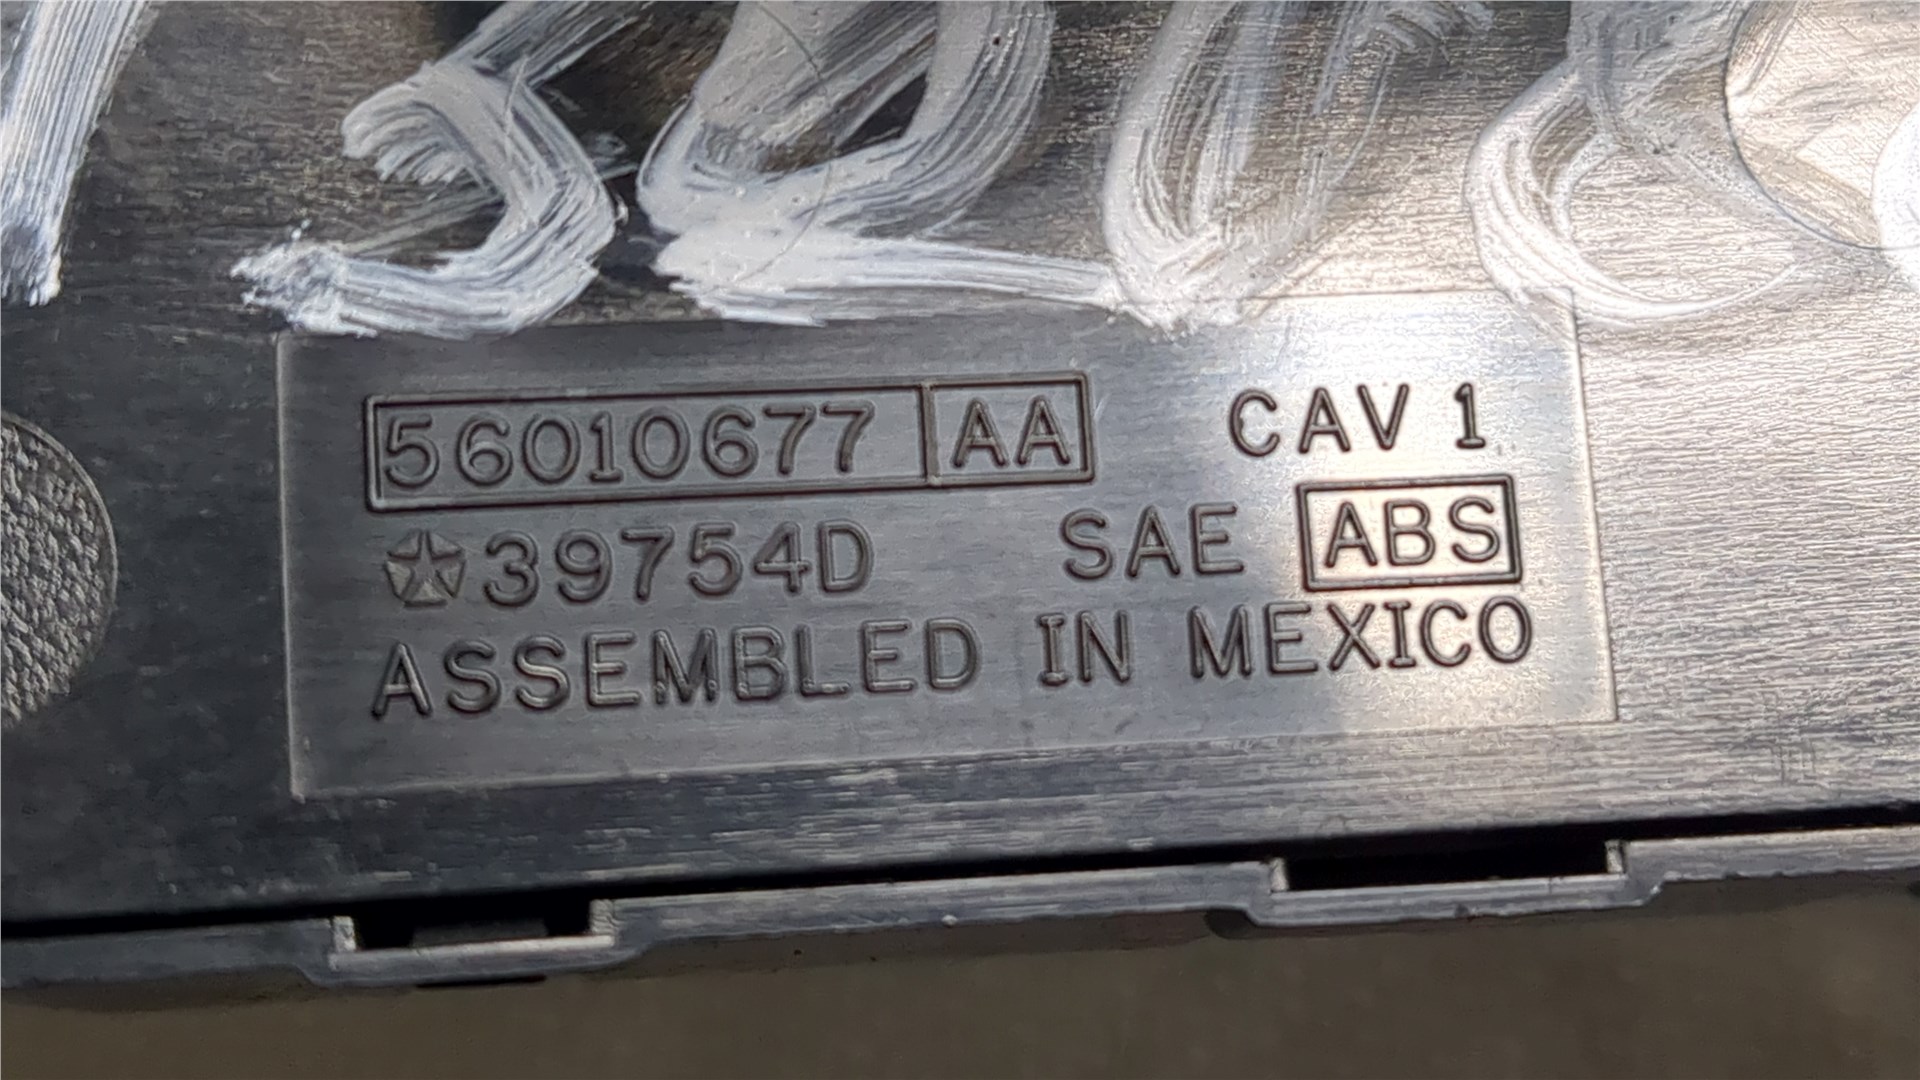 56010677 AA CAV 1
39754D SAE ABS
ASSEMBLED IN MEXICO